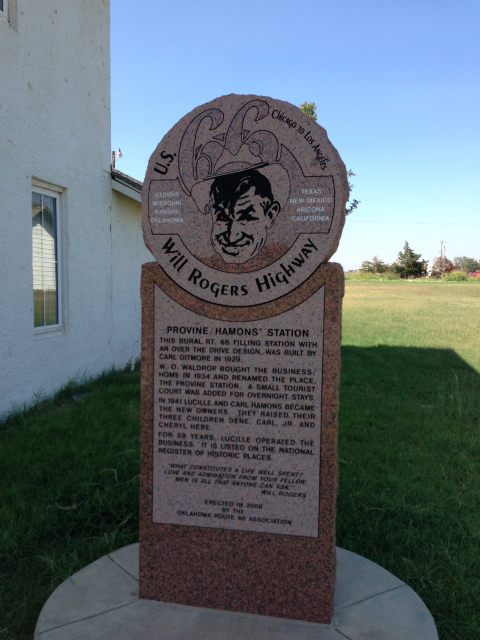 U.S. 66
CHICAGO TO LOS ANGELES
ILLINOIS
MISSOURI
KANSAS
OKLAHOMA
TEXAS
NEW MEXICO
ARIZONA
CALIFORNIA
WILL ROGERS HIGHWAY
PROVINE/HAMONS' STATION
THIS RURAL RT. 66 FILLING STATION WITH
AN OVER THE DRIVE DESIGN, WAS BUILT BY
CARL DITMORE IN 1929.
W. O. WALDROP BOUGHT THE BUSINESS/
HOME IN 1934 AND RENAMED THE PLACE,
THE PROVINE STATION. A SMALL TOURIST
COURT WAS ADDED FOR OVERNIGHT STAYS.
IN 1941 LUCILLE AND CARL HAMONS BECAME
THE NEW OWNERS. THEY RAISED THEIR
THREE CHILDREN DENE, CARL, JR. AND
CHERYL HERE.
FOR 59 YEARS, LUCILLE OPERATED THE
BUSINESS. IT IS LISTED ON THE NATIONAL
REGISTER OF HISTORIC PLACES.
"WHAT CONSTITUTES A LIFE WELL SPENT?
LOVE AND ADMIRATION FROM YOUR FELLOW
MEN IS ALL THAT ANYONE CAN ASK."
WILL ROGERS
ERECTED IN 2006
BY THE
OKLAHOMA ROUTE 66 ASSOCIATION